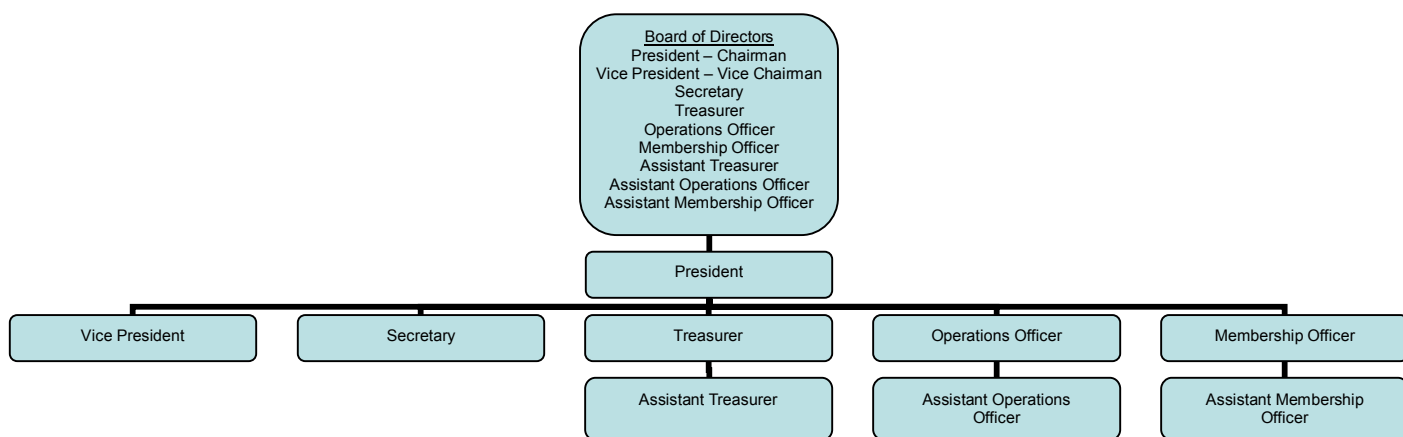 Board of Directors
President – Chairman
Vice President – Vice Chairman
Secretary
Treasurer
Operations Officer
Membership Officer
Assistant Treasurer
Assistant Operations Officer
Assistant Membership Officer
President
Vice President
Secretary
Treasurer
Operations Officer
Membership Officer
Assistant Treasurer
Assistant Operations
Officer
Assistant Membership
Officer